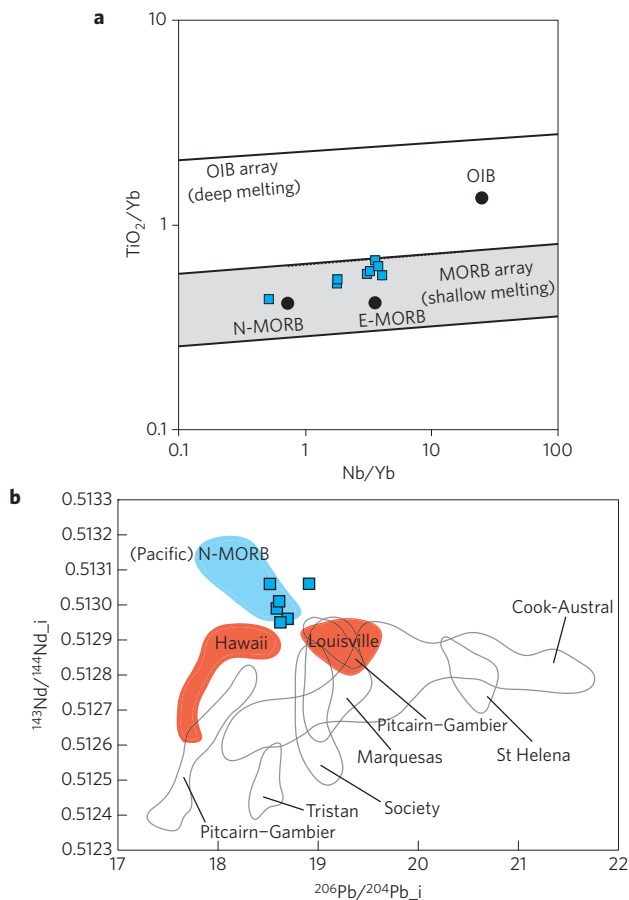 a
10
OIB array
(deep melting)
OIB
TiO₂/Yb
1
MORB array
(shallow melting)
N-MORB
E-MORB
0.1
0.1
1
10
100
Nb/Yb
b
0.5133
0.5132
(Pacific) N-MORB
0.5131
0.5130
Cook-Austral
0.5129
Hawaii
Louisville
¹⁴³Nd/¹⁴⁴Nd_i
0.5128
0.5127
Pitcairn–Gambier
St Helena
Marquesas
0.5126
0.5125
Society
Tristan
Pitcairn–Gambier
0.5124
0.5123
17
18
19
20
21
22
²⁰⁶Pb/²⁰⁴Pb_i